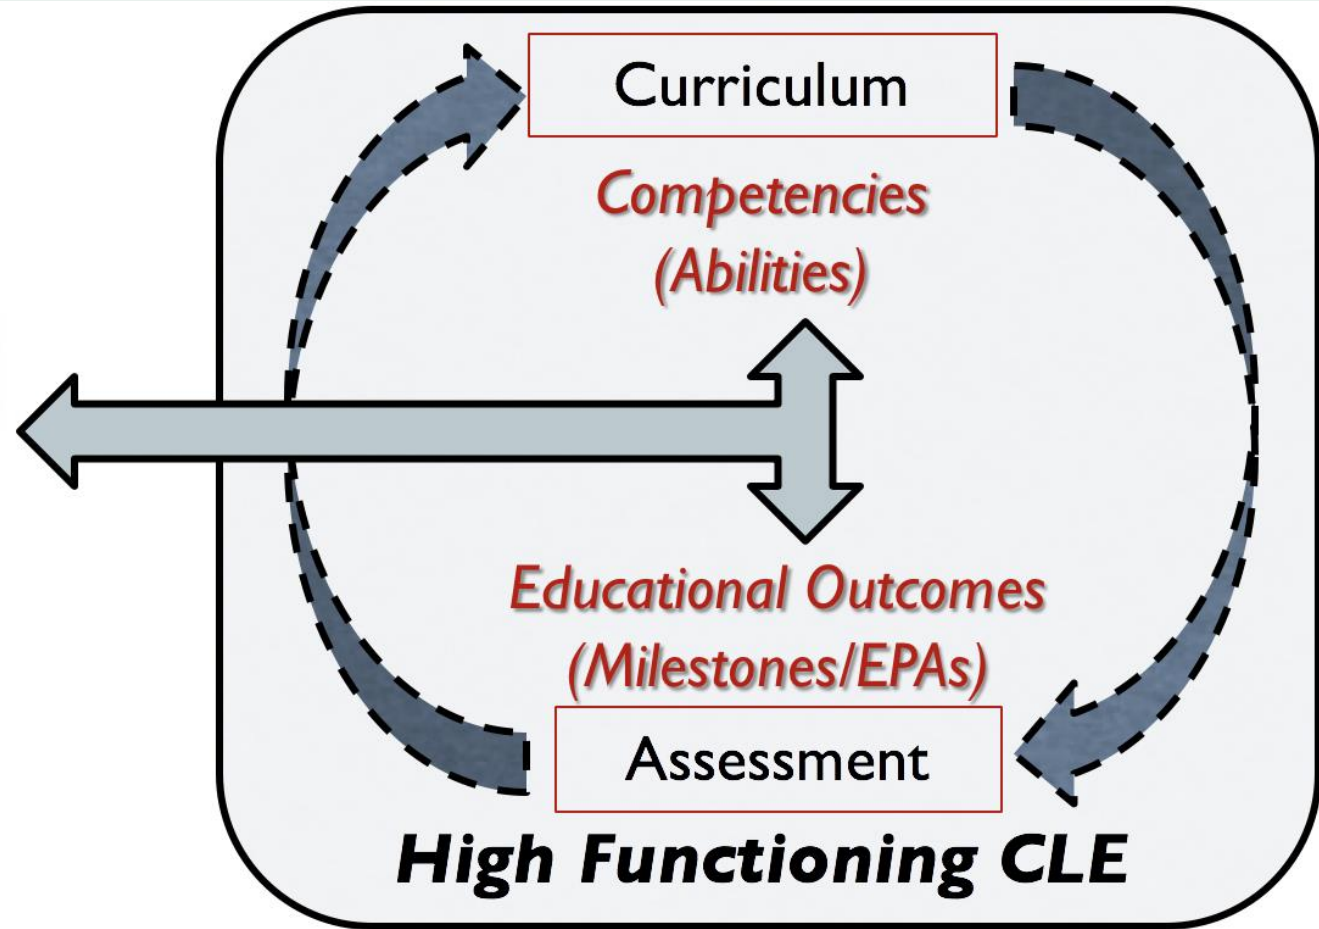 Curriculum
Competencies
(Abilities)
Educational Outcomes
(Milestones/EPAs)
Assessment
High Functioning CLE